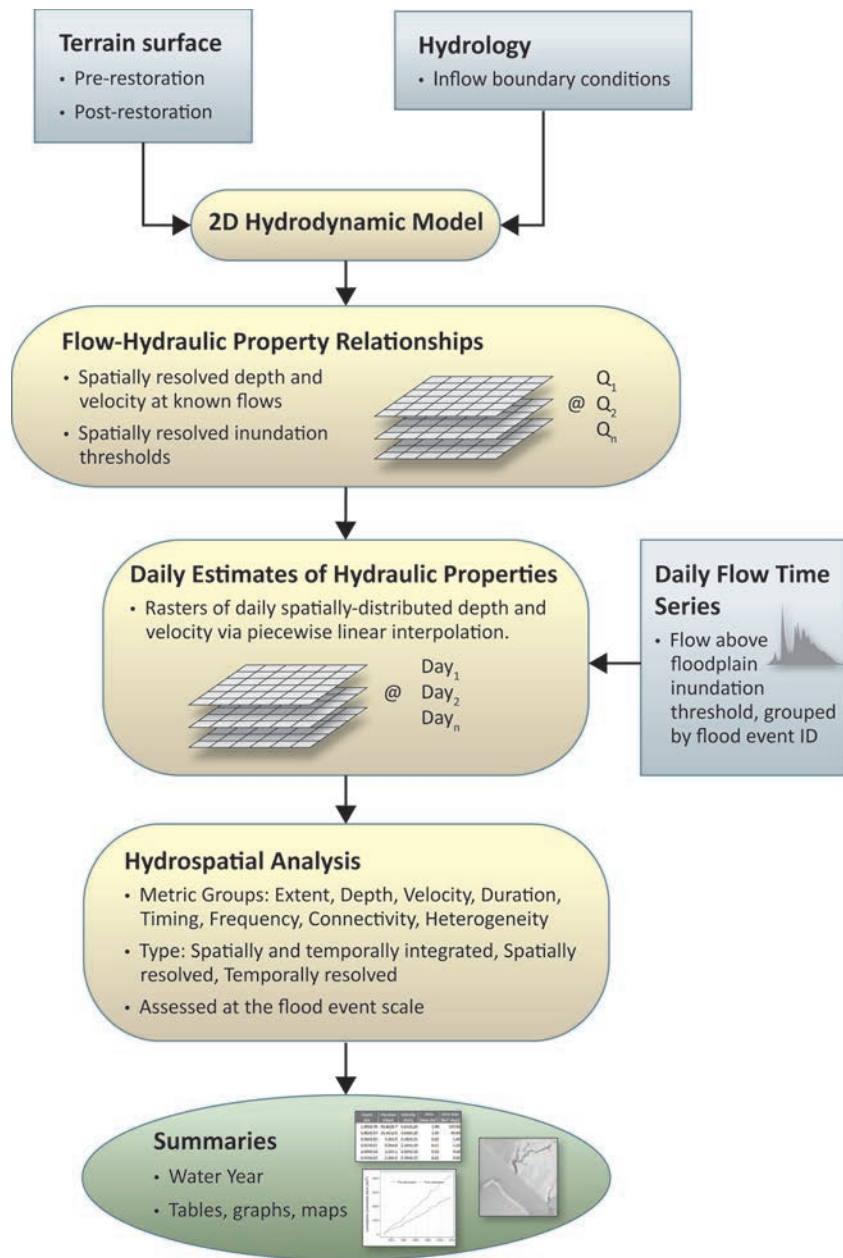 Terrain surface
• Pre-restoration
• Post-restoration
Hydrology
• Inflow boundary conditions
2D Hydrodynamic Model
Flow-Hydraulic Property Relationships
• Spatially resolved depth and
velocity at known flows
• Spatially resolved inundation
thresholds
@
Q1
Q2
Qn
Daily Estimates of Hydraulic Properties
• Rasters of daily spatially-distributed depth and
velocity via piecewise linear interpolation.
@
Day1
Day2
Dayn
Daily Flow Time
Series
• Flow above
floodplain
inundation
threshold, grouped
by flood event ID
Hydrospatial Analysis
• Metric Groups: Extent, Depth, Velocity, Duration,
Timing, Frequency, Connectivity, Heterogeneity
• Type: Spatially and temporally integrated, Spatially
resolved, Temporally resolved
• Assessed at the flood event scale
Summaries
• Water Year
• Tables, graphs, maps